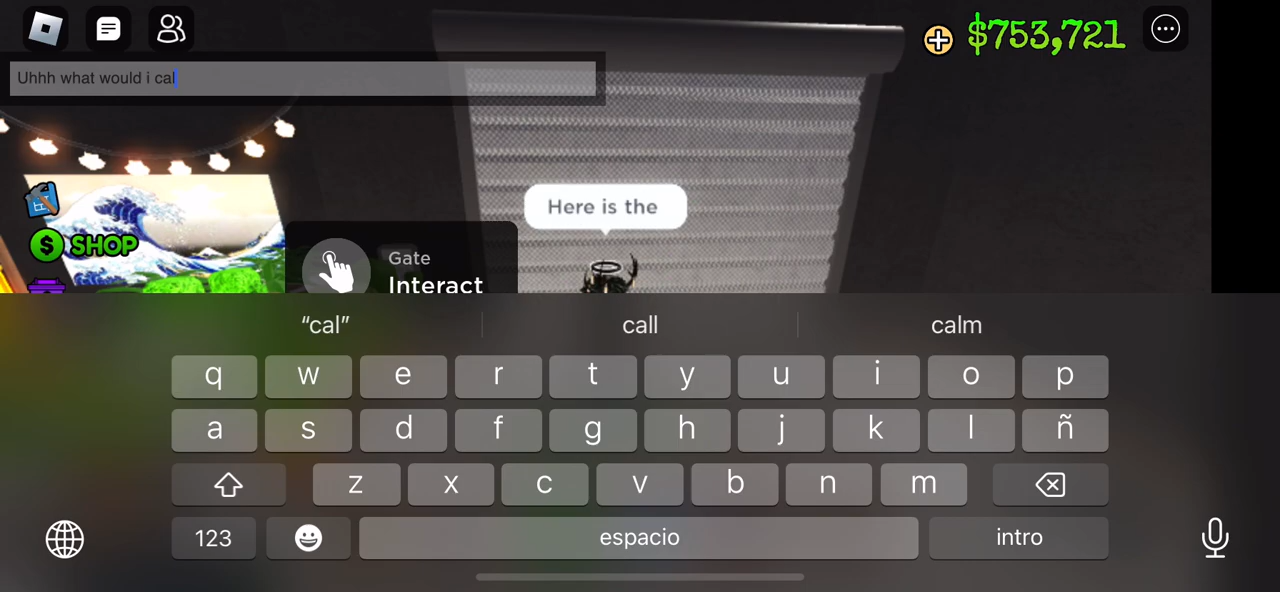 $753,721
Uhhh what would i cal
Here is the
$ SHOP
Gate
Interact
“cal” call calm
q w e r t y u i o p
a s d f g h j k l ñ
z x c v b n m
123 espacio intro